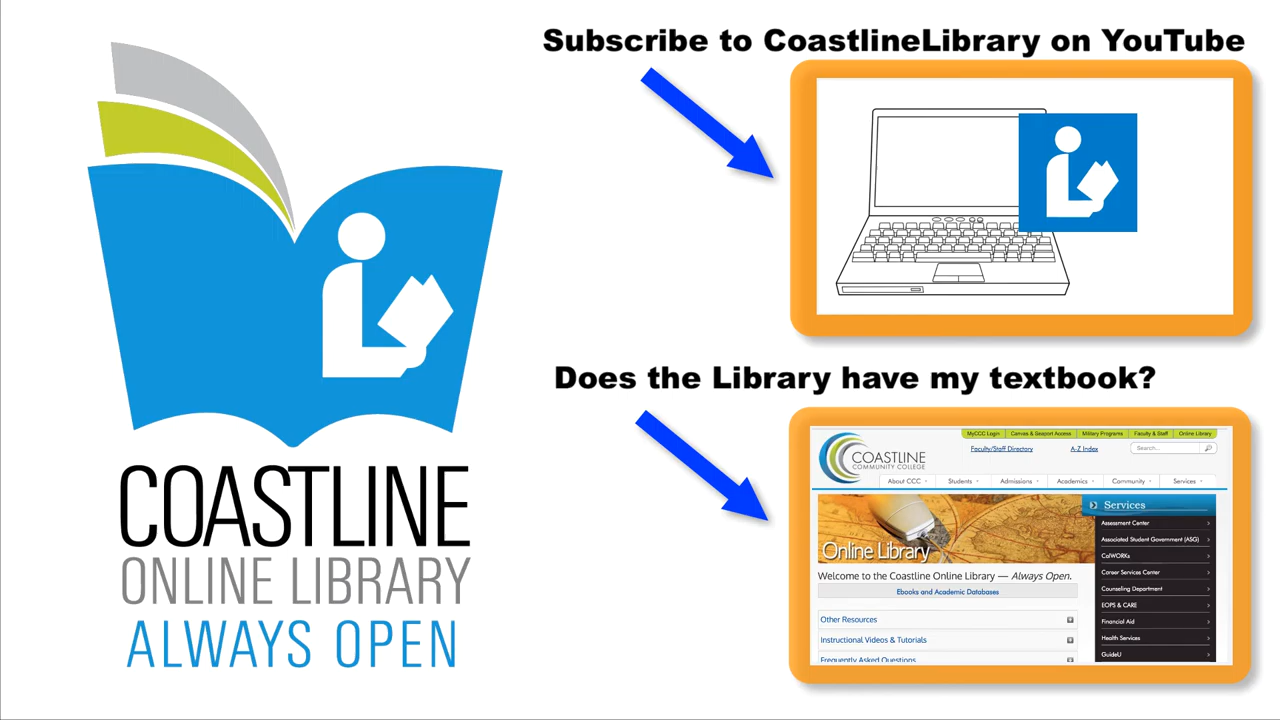 Subscribe to CoastlineLibrary on YouTube
COASTLINE
ONLINE LIBRARY
ALWAYS OPEN
Does the Library have my textbook?
MyCCC Login
Canvas & Seaport Access
Military Programs
Faculty & Staff
Online Library
COASTLINE
COMMUNITY COLLEGE
Faculty/Staff Directory
A-Z Index
Search...
About CCC
Students
Admissions
Academics
Community
Services
Online Library
Welcome to the Coastline Online Library — Always Open.
Ebooks and Academic Databases
Other Resources
Instructional Videos & Tutorials
Frequently Asked Questions
Services
Assessment Center
Associated Student Government (ASG)
CalWORKs
Career Services Center
Counseling Department
EOPS & CARE
Financial Aid
Health Services
GuideU